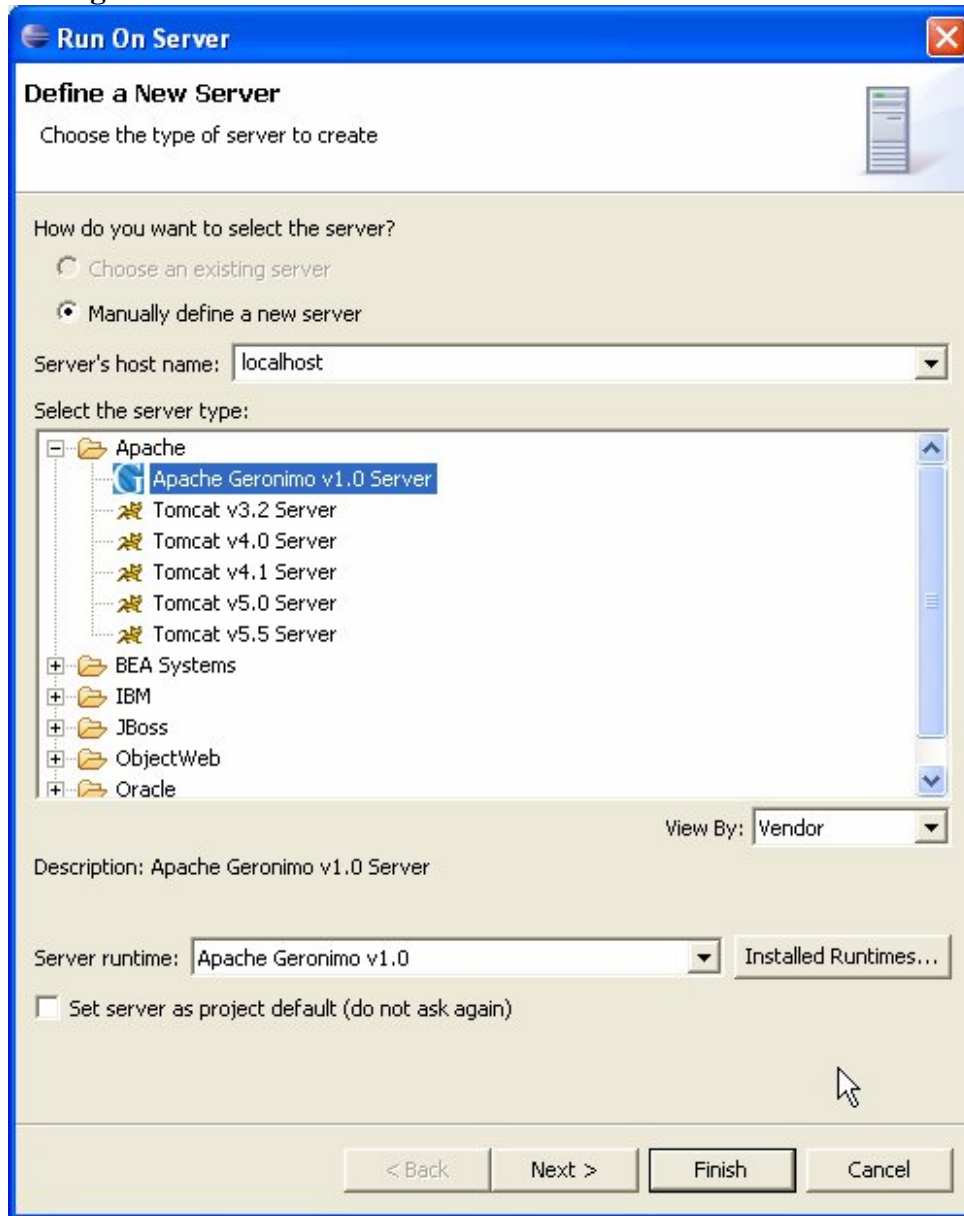 Run On Server
Define a New Server
Choose the type of server to create
How do you want to select the server?
Choose an existing server
Manually define a new server
Server's host name: localhost
Select the server type:
Apache
Apache Geronimo v1.0 Server
Tomcat v3.2 Server
Tomcat v4.0 Server
Tomcat v4.1 Server
Tomcat v5.0 Server
Tomcat v5.5 Server
BEA Systems
IBM
JBoss
ObjectWeb
Oracle
View By: Vendor
Description: Apache Geronimo v1.0 Server
Server runtime: Apache Geronimo v1.0 Installed Runtimes...
Set server as project default (do not ask again)
< Back Next > Finish Cancel